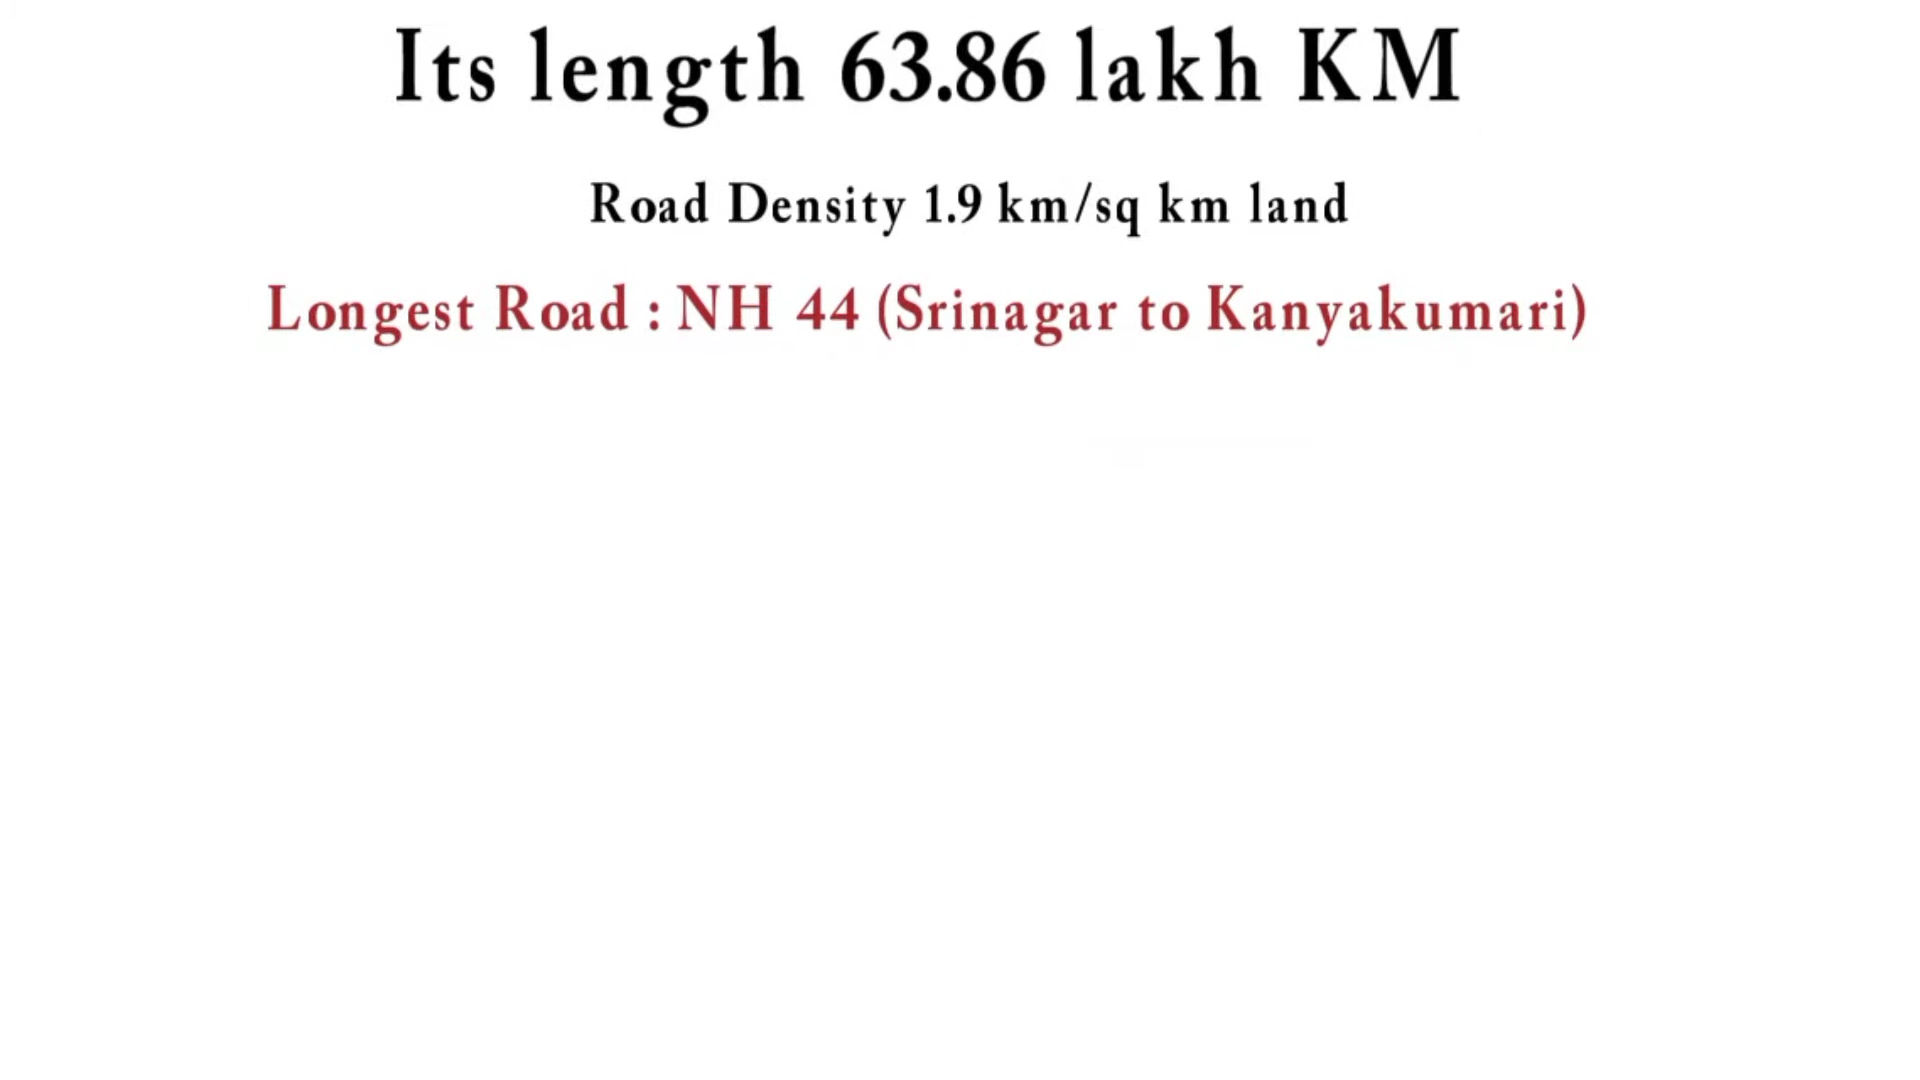 Its length 63.86 lakh KM
Road Density 1.9 km/sq km land
Longest Road : NH 44 (Srinagar to Kanyakumari)